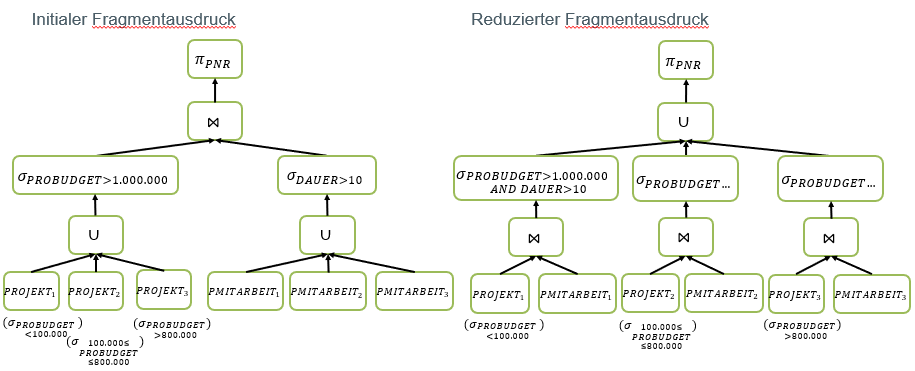 Initialer Fragmentausdruck
π PNR
⋈
σ PROBUDGET>1.000.000
σ DAUER>10
∪
∪
PROJEKT₁
PROJEKT₂
PROJEKT₃
PMITARBEIT₁
PMITARBEIT₂
PMITARBEIT₃
(σ PROBUDGET )
<100.000
(σ 100.000≤ )
PROBUDGET
≤800.000
(σ PROBUDGET )
>800.000
Reduzierter Fragmentausdruck
π PNR
∪
σ PROBUDGET>1.000.000
AND DAUER>10
σ PROBUDGET…
σ PROBUDGET…
⋈
⋈
⋈
PROJEKT₁
PMITARBEIT₁
PROJEKT₂
PMITARBEIT₂
PROJEKT₃
PMITARBEIT₃
(σ PROBUDGET )
<100.000
(σ 100.000≤ )
PROBUDGET
≤800.000
(σ PROBUDGET )
>800.000